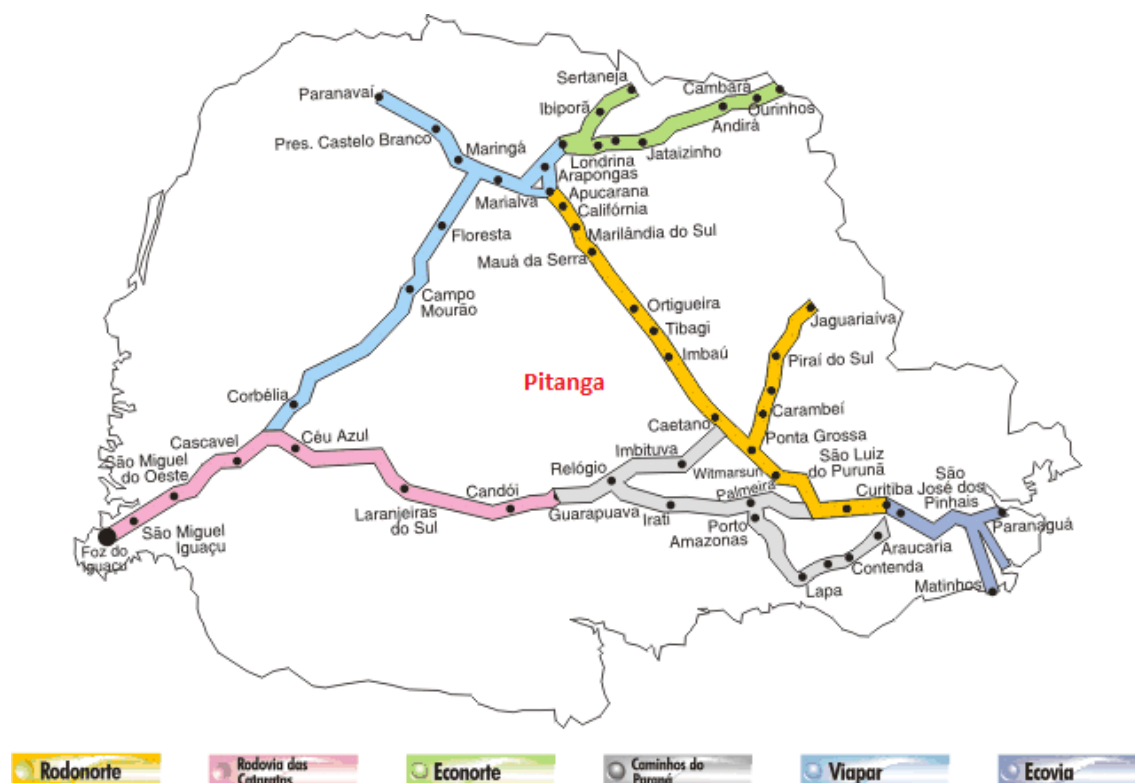 Sertaneja
Paranavaí
Cambará
Ibiporã
Ourinhos
Andirá
Pres. Castelo Branco
Maringá
Londrina
Jataizinho
Arapongas
Marialva
Apucarana
Califórnia
Floresta
Marilândia do Sul
Mauá da Serra
Campo
Mourão
Ortigueira
Tibagi
Jaguariaíva
Imbaú
Piraí do Sul
Pitanga
Corbélia
Carambeí
Caetano
Cascavel
Céu Azul
Imbituva
Ponta Grossa
São Miguel
do Oeste
Relógio
Witmarsun
São Luiz
do Purunã
São
José dos
Pinhais
Candói
Palmeira
Curitiba
Laranjeiras
do Sul
Guarapuava
Irati
Porto
Amazonas
Paranaguá
São Miguel
Iguaçu
Foz do
Iguaçu
Araucaria
Contenda
Lapa
Matinhos
Rodonorte
Rodovia das
Cataratas
Econorte
Caminhos do
Paraná
Viapar
Ecovia